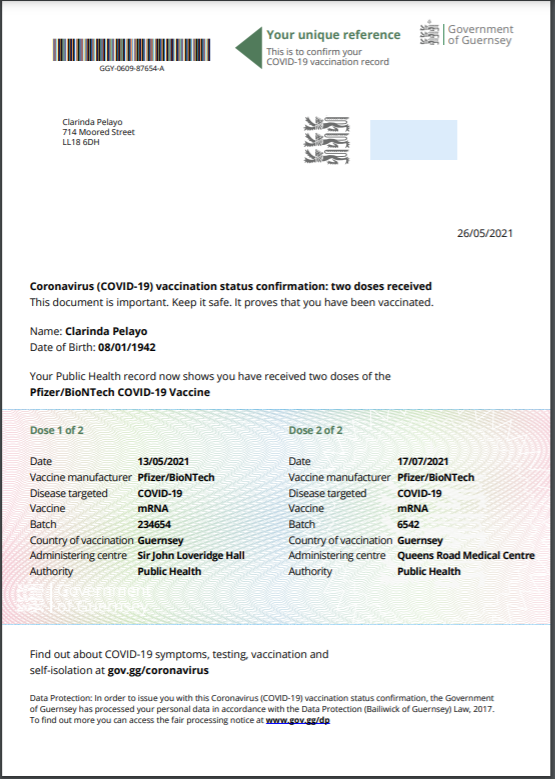 GGY-0609-87654-A
Your unique reference
This is to confirm your
COVID-19 vaccination record
Government
of Guernsey
Clarinda Pelayo
714 Moored Street
LL18 6DH
26/05/2021
Coronavirus (COVID-19) vaccination status confirmation: two doses received
This document is important. Keep it safe. It proves that you have been vaccinated.
Name: Clarinda Pelayo
Date of Birth: 08/01/1942
Your Public Health record now shows you have received two doses of the
Pfizer/BioNTech COVID-19 Vaccine
Dose 1 of 2
Date 13/05/2021
Vaccine manufacturer Pfizer/BioNTech
Disease targeted COVID-19
Vaccine mRNA
Batch 234654
Country of vaccination Guernsey
Administering centre Sir John Loveridge Hall
Authority Public Health
Dose 2 of 2
Date 17/07/2021
Vaccine manufacturer Pfizer/BioNTech
Disease targeted COVID-19
Vaccine mRNA
Batch 6542
Country of vaccination Guernsey
Administering centre Queens Road Medical Centre
Authority Public Health
Government
of Guernsey
Find out about COVID-19 symptoms, testing, vaccination and
self-isolation at gov.gg/coronavirus
Data Protection: In order to issue you with this Coronavirus (COVID-19) vaccination status confirmation, the Government
of Guernsey has processed your personal data in accordance with the Data Protection (Bailiwick of Guernsey) Law, 2017.
To find out more you can access the fair processing notice at www.gov.gg/dp